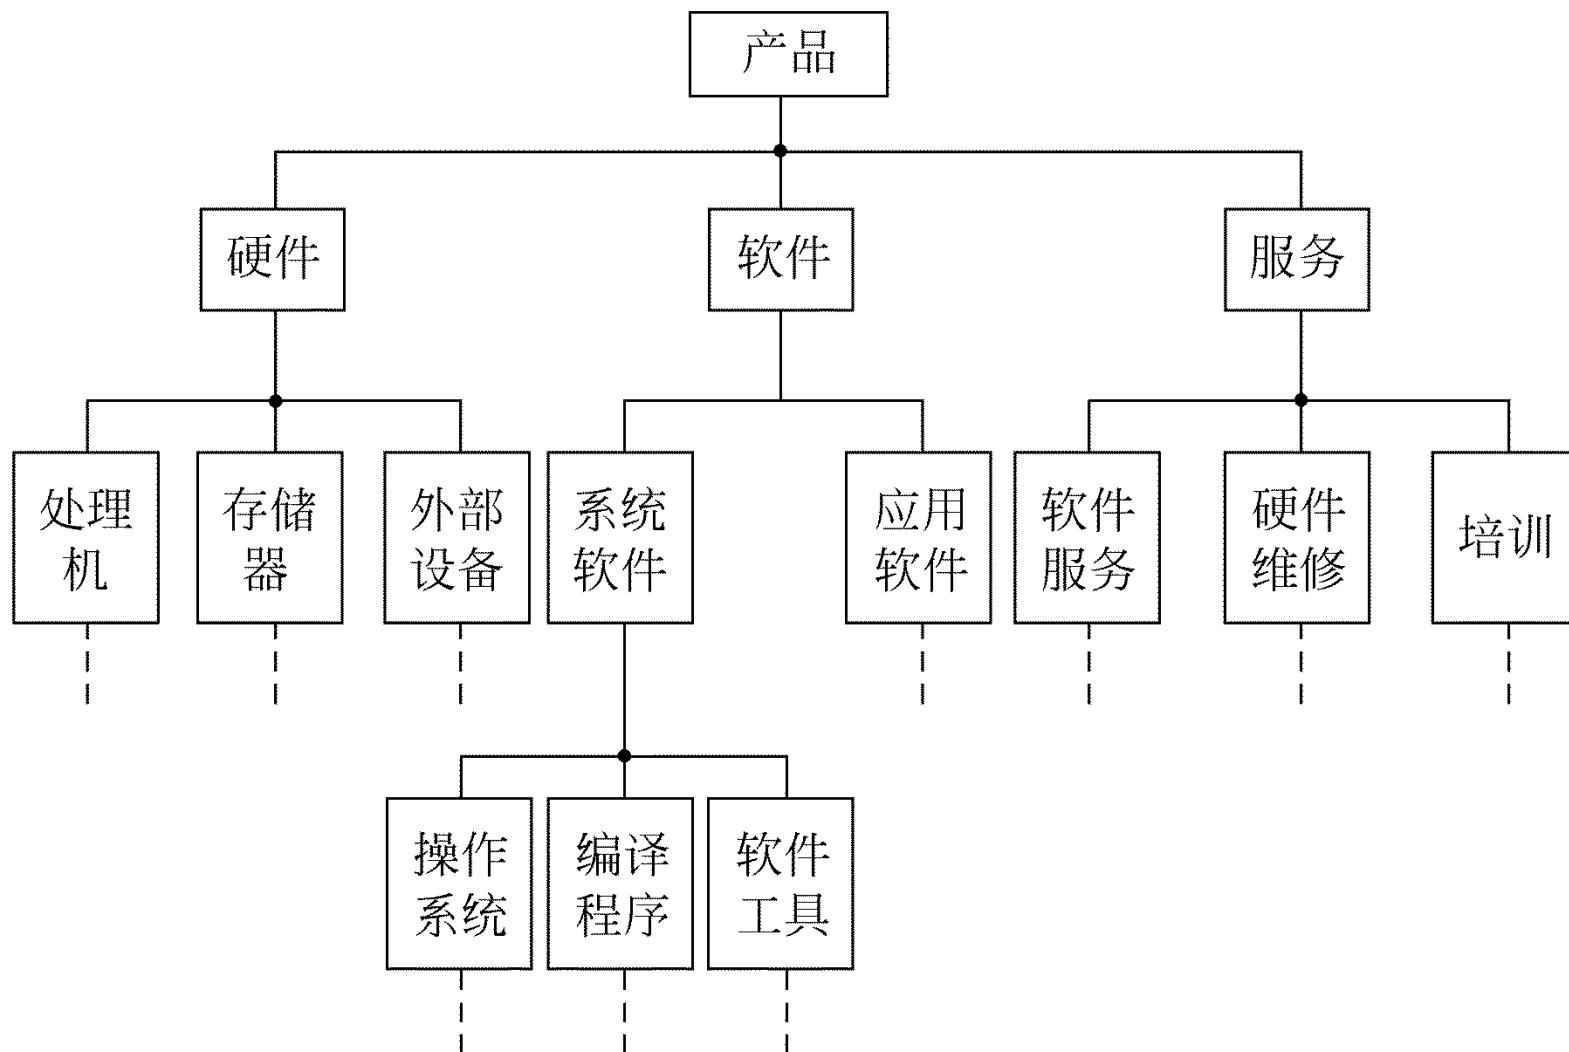 产品
硬件
软件
服务
处理
机
存储
器
外部
设备
系统
软件
应用
软件
软件
服务
硬件
维修
培训
操作
系统
编译
程序
软件
工具